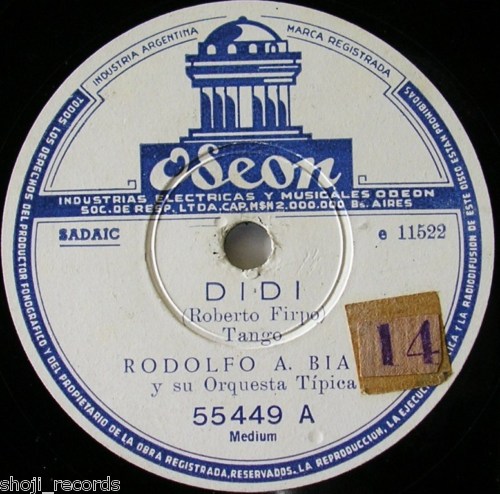 INDUSTRIA ARGENTINA
MARCA REGISTRADA
Odeon
INDUSTRIAS ELECTRICAS Y MUSICALES ODEON
SOC. DE RESP. LTDA. CAP. M$N 2.000.000 Bs. AIRES
SADAIC
e 11522
DIDI
(Roberto Firpo)
Tango
RODOLFO A. BIA
y su Orquesta Típica
14
55449 A
Medium
TODOS LOS DERECHOS DEL PRODUCTOR FONOGRAFICO Y DEL PROPIETARIO DE LA OBRA REGISTRADA, RESERVADOS. LA REPRODUCCION, LA EJECUCION Y LA RADIODIFUSION DE ESTE DISCO ESTAN PROHIBIDAS
shoji_records